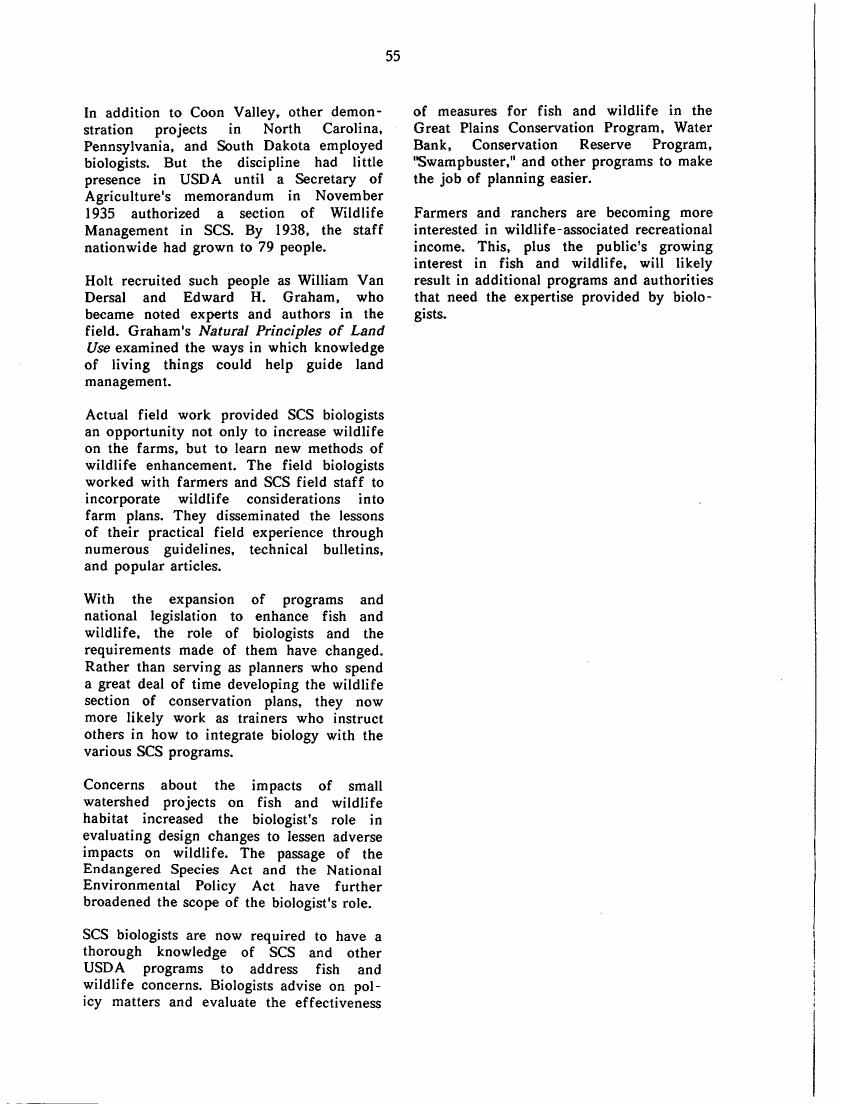 55
In addition to Coon Valley, other demon-
stration projects in North Carolina,
Pennsylvania, and South Dakota employed
biologists. But the discipline had little
presence in USDA until a Secretary of
Agriculture's memorandum in November
1935 authorized a section of Wildlife
Management in SCS. By 1938, the staff
nationwide had grown to 79 people.
Holt recruited such people as William Van
Dersal and Edward H. Graham, who
became noted experts and authors in the
field. Graham's Natural Principles of Land
Use examined the ways in which knowledge
of living things could help guide land
management.
Actual field work provided SCS biologists
an opportunity not only to increase wildlife
on the farms, but to learn new methods of
wildlife enhancement. The field biologists
worked with farmers and SCS field staff to
incorporate wildlife considerations into
farm plans. They disseminated the lessons
of their practical field experience through
numerous guidelines, technical bulletins,
and popular articles.
With the expansion of programs and
national legislation to enhance fish and
wildlife, the role of biologists and the
requirements made of them have changed.
Rather than serving as planners who spend
a great deal of time developing the wildlife
section of conservation plans, they now
more likely work as trainers who instruct
others in how to integrate biology with the
various SCS programs.
Concerns about the impacts of small
watershed projects on fish and wildlife
habitat increased the biologist's role in
evaluating design changes to lessen adverse
impacts on wildlife. The passage of the
Endangered Species Act and the National
Environmental Policy Act have further
broadened the scope of the biologist's role.
SCS biologists are now required to have a
thorough knowledge of SCS and other
USDA programs to address fish and
wildlife concerns. Biologists advise on pol-
icy matters and evaluate the effectiveness
of measures for fish and wildlife in the
Great Plains Conservation Program, Water
Bank, Conservation Reserve Program,
"Swampbuster," and other programs to make
the job of planning easier.
Farmers and ranchers are becoming more
interested in wildlife-associated recreational
income. This, plus the public's growing
interest in fish and wildlife, will likely
result in additional programs and authorities
that need the expertise provided by biolo-
gists.